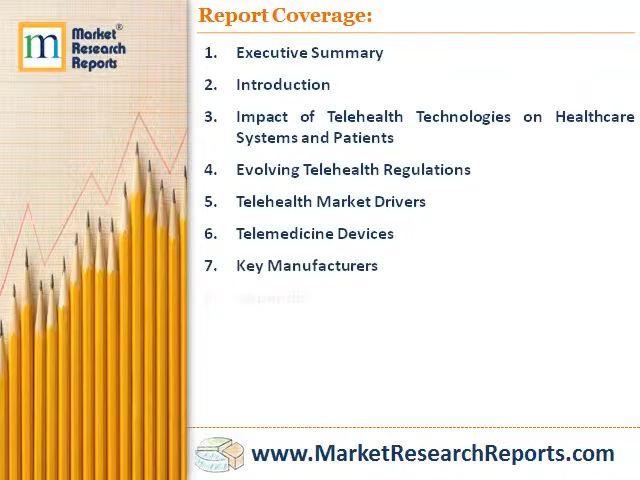 Market®
Research
Reports
Report Coverage:
1. Executive Summary
2. Introduction
3. Impact of Telehealth Technologies on Healthcare
Systems and Patients
4. Evolving Telehealth Regulations
5. Telehealth Market Drivers
6. Telemedicine Devices
7. Key Manufacturers
www.MarketResearchReports.com